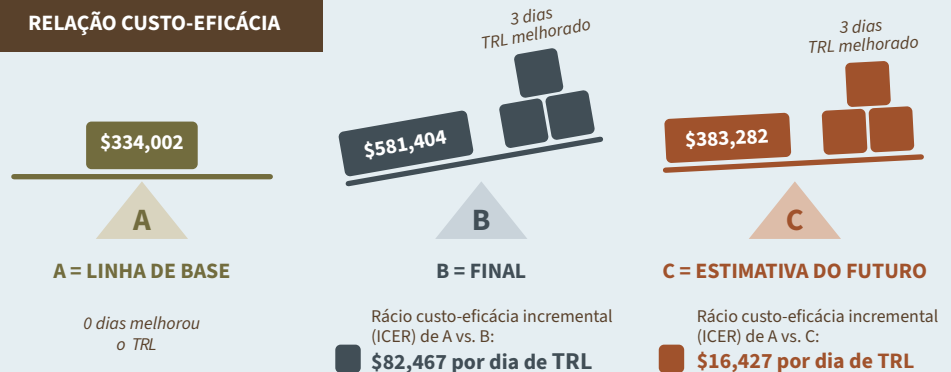 RELAÇÃO CUSTO-EFICÁCIA
$334,002
A
A = LINHA DE BASE
0 dias melhorou
o TRL
3 dias
TRL melhorado
$581,404
B
B = FINAL
Rácio custo-eficácia incremental
(ICER) de A vs. B:
$82,467 por dia de TRL
3 dias
TRL melhorado
$383,282
C
C = ESTIMATIVA DO FUTURO
Rácio custo-eficácia incremental
(ICER) de A vs. C:
$16,427 por dia de TRL